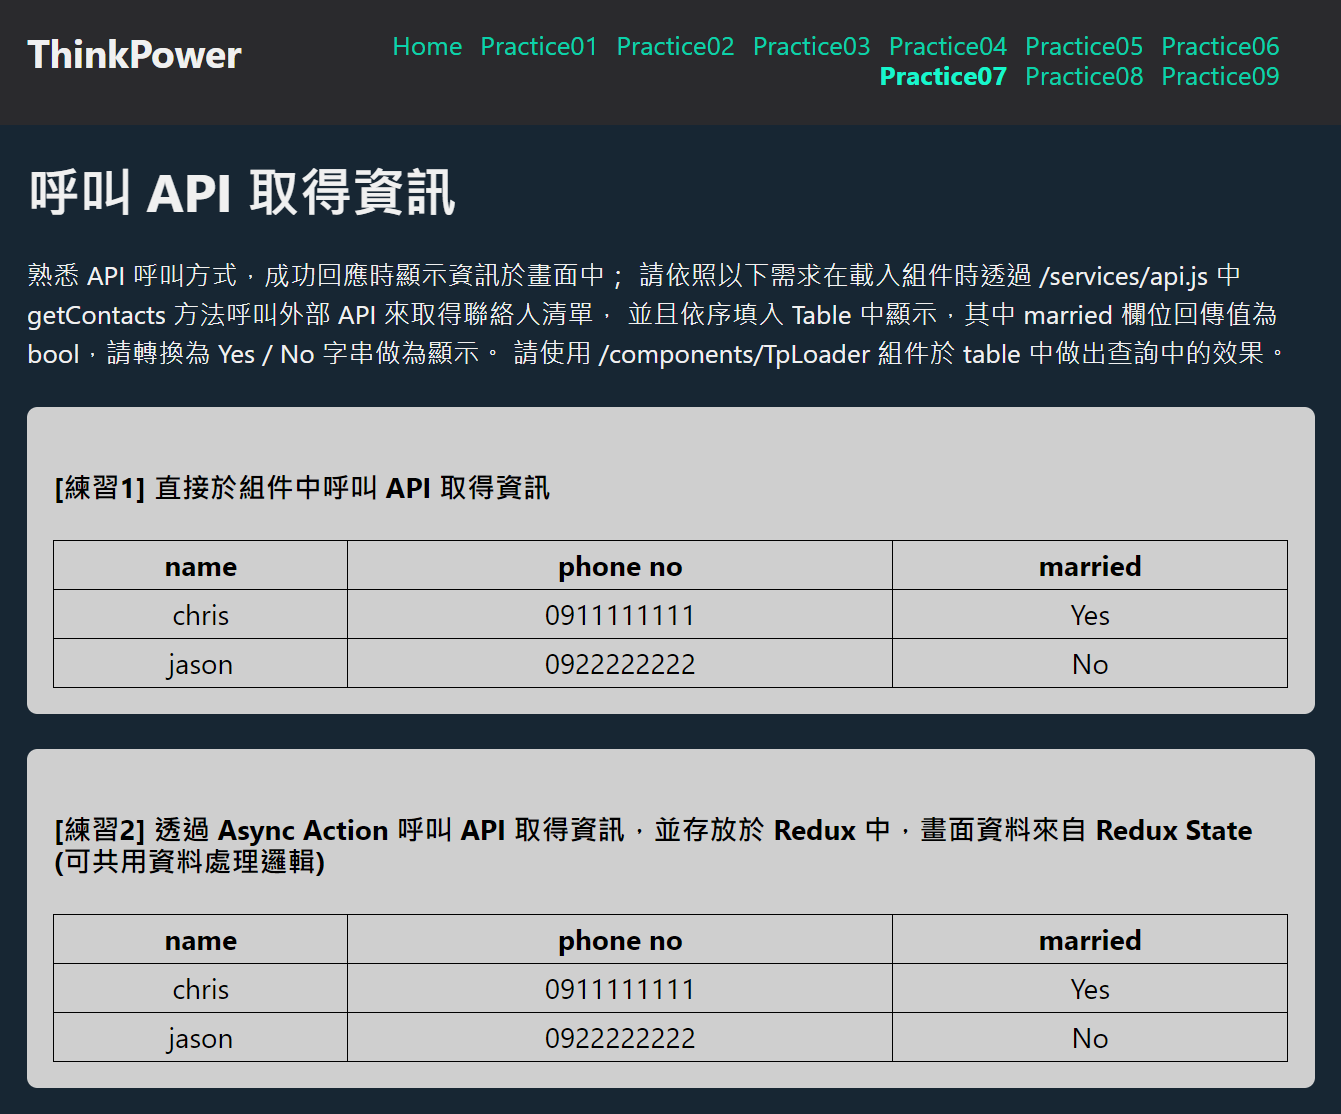 ThinkPower
Home Practice01 Practice02 Practice03 Practice04 Practice05 Practice06
Practice07 Practice08 Practice09
呼叫 API 取得資訊
熟悉 API 呼叫方式，成功回應時顯示資訊於畫面中； 請依照以下需求在載入組件時透過 /services/api.js 中
getContacts 方法呼叫外部 API 來取得聯絡人清單， 並且依序填入 Table 中顯示，其中 married 欄位回傳值為
bool，請轉換為 Yes / No 字串做為顯示。 請使用 /components/TpLoader 組件於 table 中做出查詢中的效果。
[練習1] 直接於組件中呼叫 API 取得資訊
name phone no married
chris 0911111111 Yes
jason 0922222222 No
[練習2] 透過 Async Action 呼叫 API 取得資訊，並存放於 Redux 中，畫面資料來自 Redux State
(可共用資料處理邏輯)
name phone no married
chris 0911111111 Yes
jason 0922222222 No